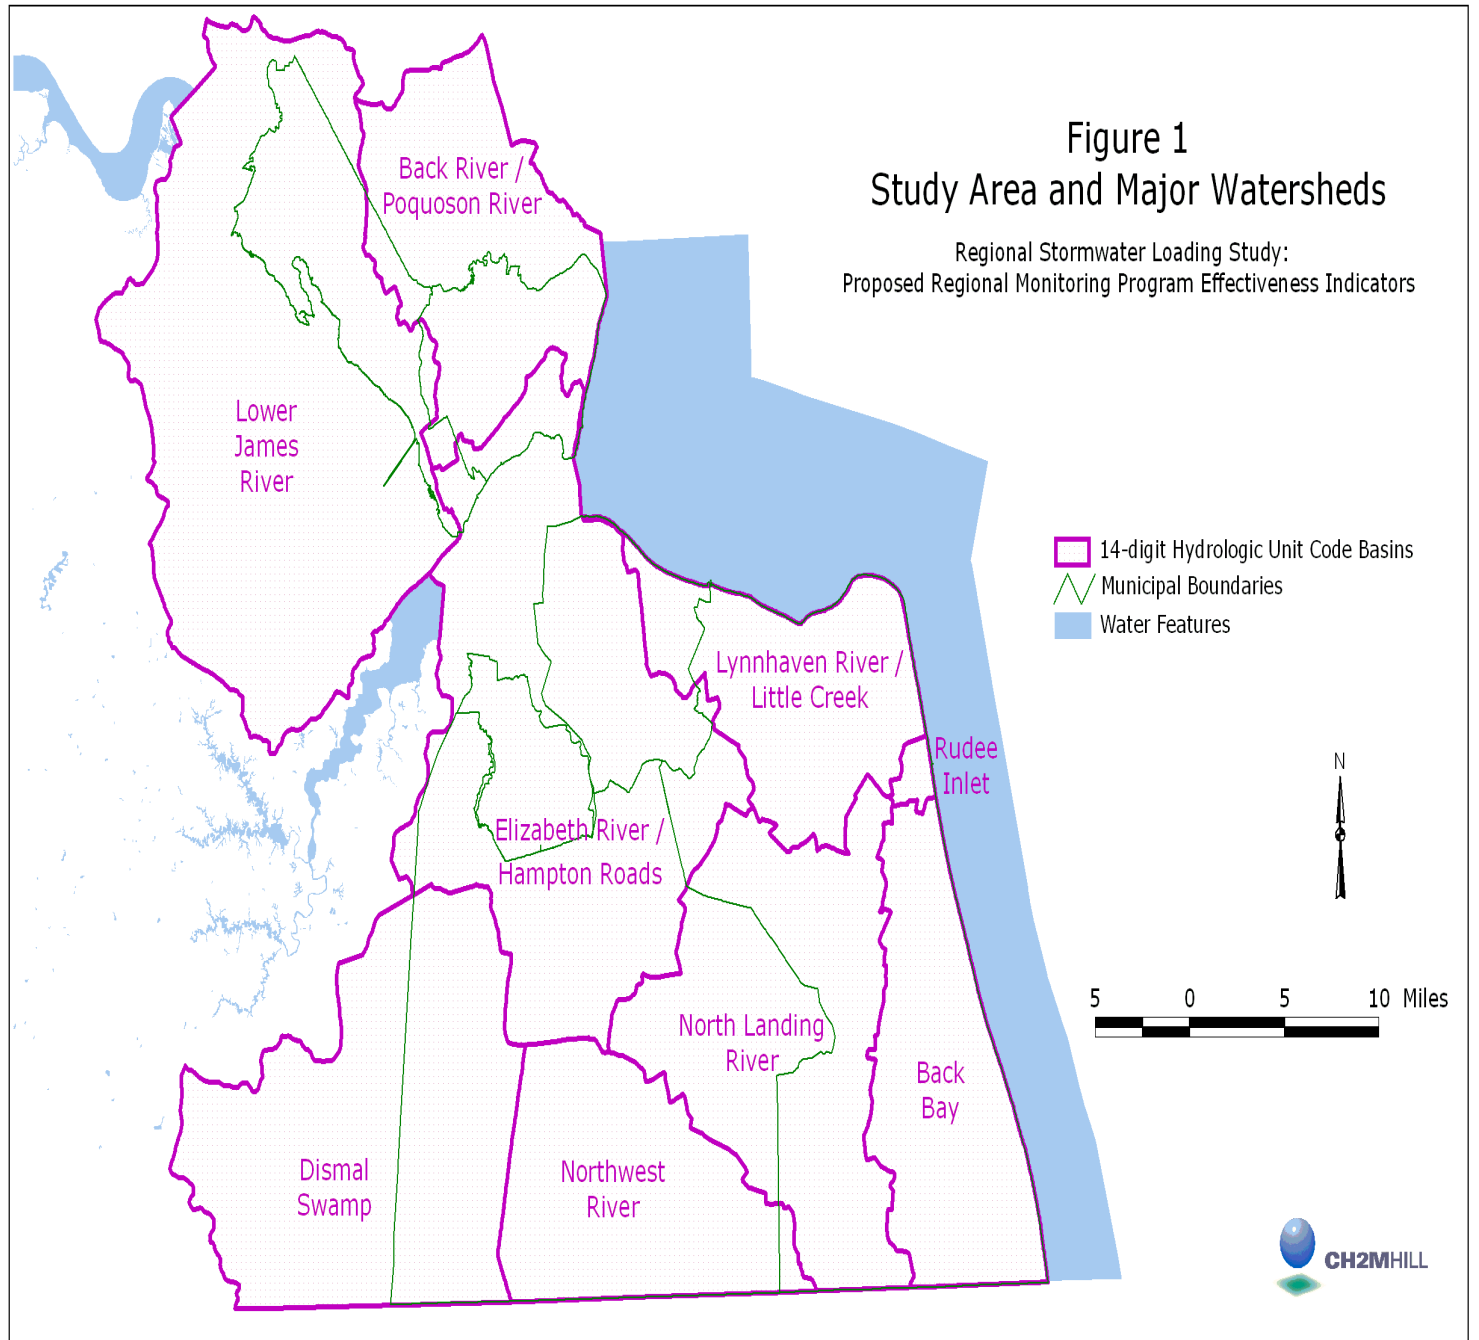 Figure 1
Study Area and Major Watersheds
Regional Stormwater Loading Study:
Proposed Regional Monitoring Program Effectiveness Indicators
Back River /
Poquoson River
Lower
James
River
14-digit Hydrologic Unit Code Basins
Municipal Boundaries
Water Features
Lynnhaven River /
Little Creek
Rudee
Inlet
N
Elizabeth River /
Hampton Roads
5 0 5 10 Miles
North Landing
River
Back
Bay
Dismal
Swamp
Northwest
River
CH2MHILL